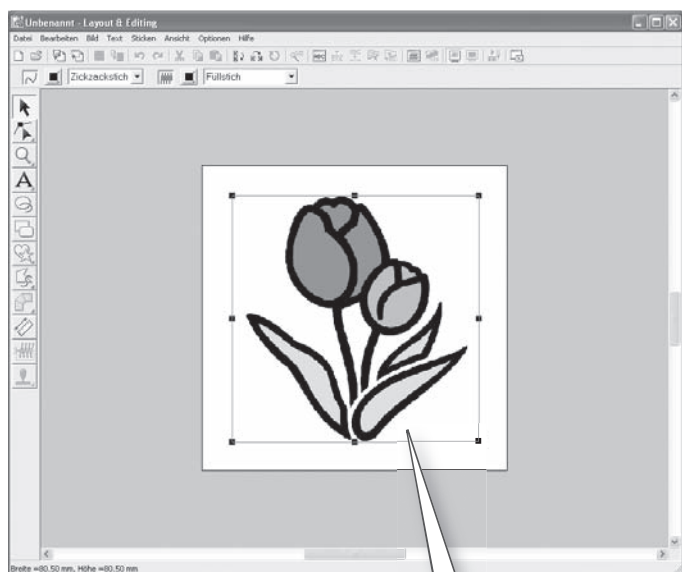 Unbenannt - Layout & Editing
Datei Bearbeiten Bild Text Sticken Ansicht Optionen Hilfe
Zickzackstich Füllstich
A
Breite =80.50 mm, Höhe =80.50 mm